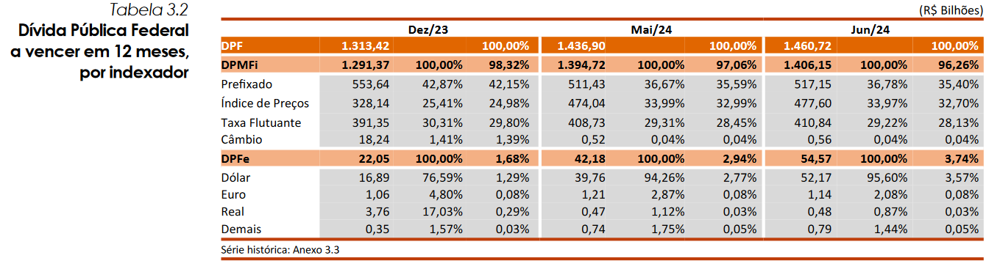 Tabela 3.2
Dívida Pública Federal
a vencer em 12 meses,
por indexador
(R$ Bilhões)
Dez/23 Mai/24 Jun/24
DPF 1.313,42 100,00% 1.436,90 100,00% 1.460,72 100,00%
DPMFi 1.291,37 100,00% 98,32% 1.394,72 100,00% 97,06% 1.406,15 100,00% 96,26%
Prefixado 553,64 42,87% 42,15% 511,43 36,67% 35,59% 517,15 36,78% 35,40%
Índice de Preços 328,14 25,41% 24,98% 474,04 33,99% 32,99% 477,60 33,97% 32,70%
Taxa Flutuante 391,35 30,31% 29,80% 408,73 29,31% 28,45% 410,84 29,22% 28,13%
Câmbio 18,24 1,41% 1,39% 0,52 0,04% 0,04% 0,56 0,04% 0,04%
DPFe 22,05 100,00% 1,68% 42,18 100,00% 2,94% 54,57 100,00% 3,74%
Dólar 16,89 76,59% 1,29% 39,76 94,26% 2,77% 52,17 95,60% 3,57%
Euro 1,06 4,80% 0,08% 1,21 2,87% 0,08% 1,14 2,08% 0,08%
Real 3,76 17,03% 0,29% 0,47 1,12% 0,03% 0,48 0,87% 0,03%
Demais 0,35 1,57% 0,03% 0,74 1,75% 0,05% 0,79 1,44% 0,05%
Série histórica: Anexo 3.3